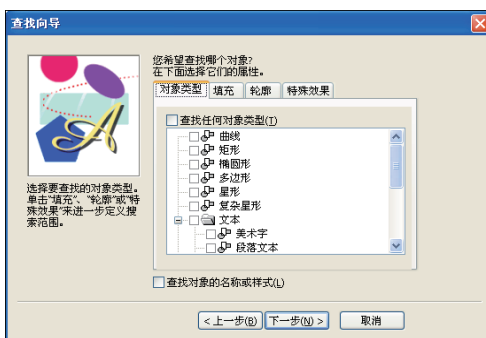 查找向导
您希望查找哪个对象?
在下面选择它们的属性。
对象类型 填充 轮廓 特殊效果
查找任何对象类型(T)
曲线
矩形
椭圆形
多边形
星形
复杂星形
文本
美术字
段落文本
选择要查找的对象类型。
单击“填充”、“轮廓”或“特
殊效果”来进一步定义搜
索范围。
查找对象的名称或样式(L)
< 上一步(B) 下一步(N) > 取消